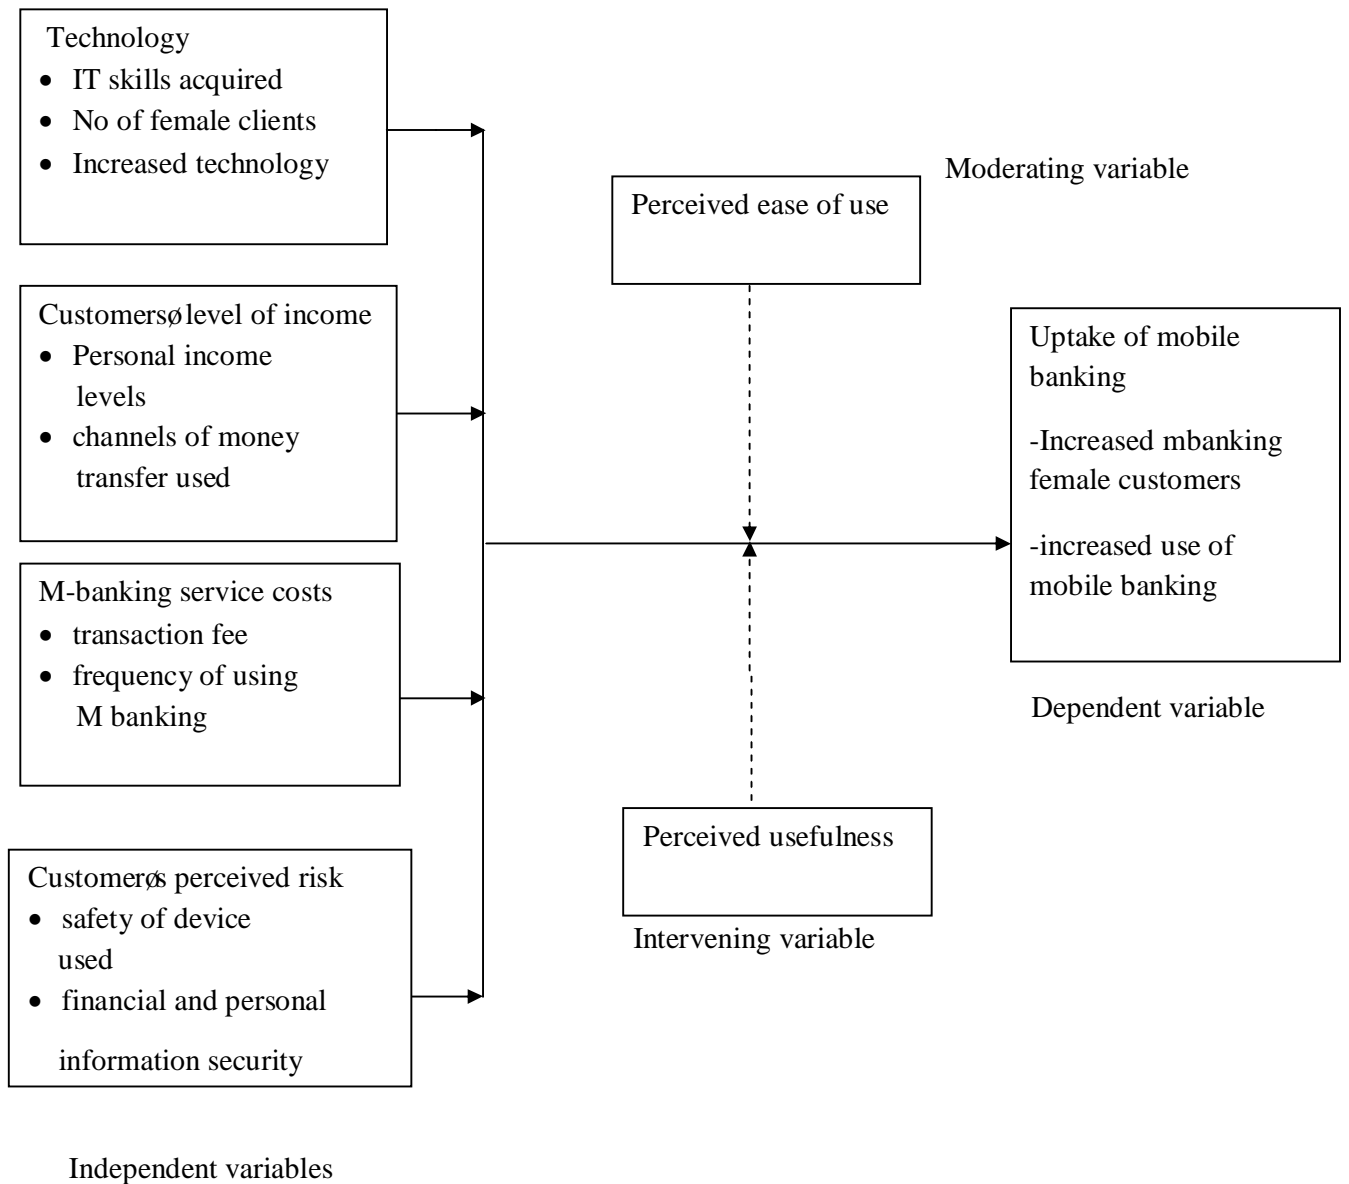 Technology
• IT skills acquired
• No of female clients
• Increased technology
Customersø level of income
• Personal income
levels
• channels of money
transfer used
M-banking service costs
• transaction fee
• frequency of using
M banking
Customerøs perceived risk
• safety of device
used
• financial and personal
information security
Independent variables
Moderating variable
Perceived ease of use
Perceived usefulness
Intervening variable
Uptake of mobile
banking
-Increased mbanking
female customers
-increased use of
mobile banking
Dependent variable